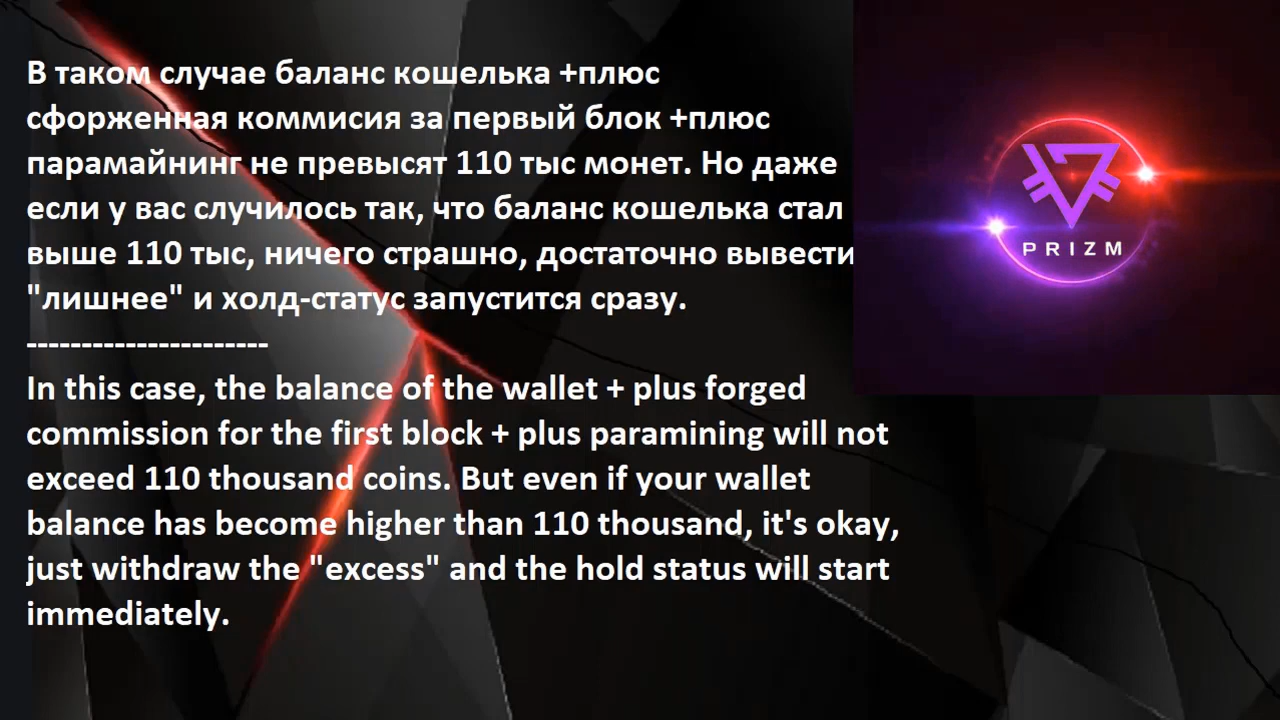 В таком случае баланс кошелька +плюс
сфорженная коммисия за первый блок +плюс
парамайнинг не превысят 110 тыс монет. Но даже
если у вас случилось так, что баланс кошелька стал
выше 110 тыс, ничего страшно, достаточно вывести
"лишнее" и холд-статус запустится сразу.
----------------------
In this case, the balance of the wallet + plus forged
commission for the first block + plus paramining will not
exceed 110 thousand coins. But even if your wallet
balance has become higher than 110 thousand, it's okay,
just withdraw the "excess" and the hold status will start
immediately.
PRIZM